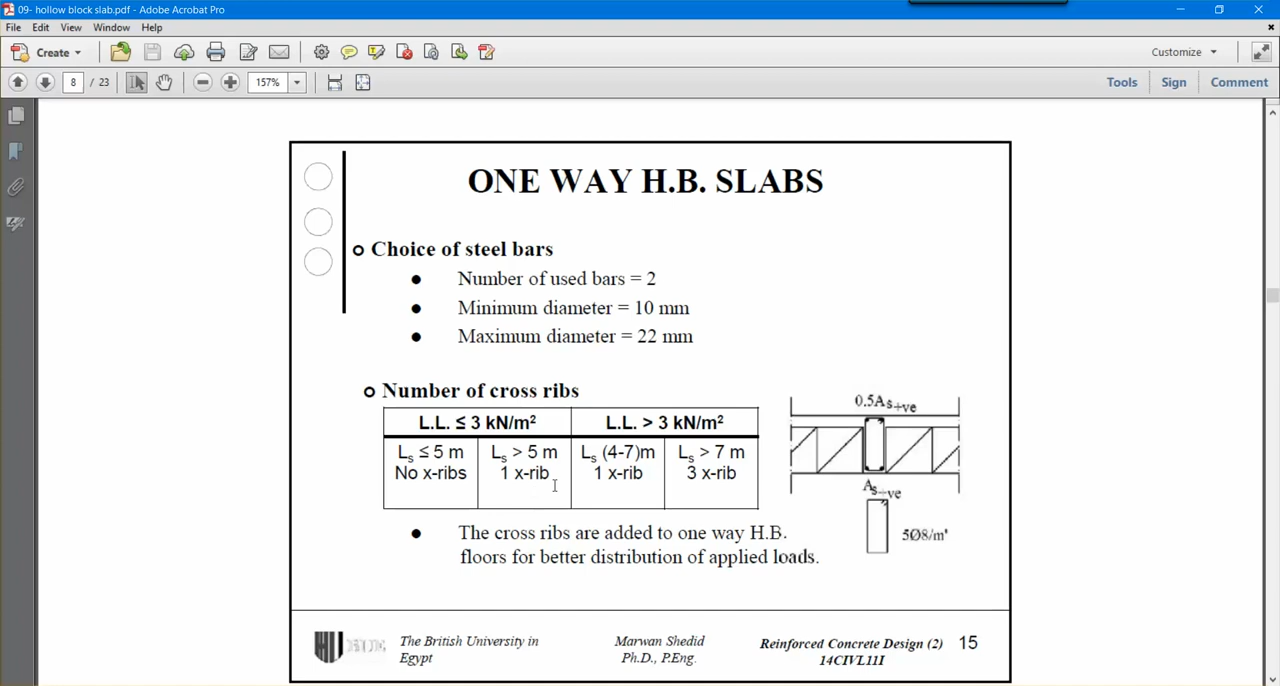 09- hollow block slab.pdf - Adobe Acrobat Pro
File Edit View Window Help
Create Customize
8 / 23 157% Tools Sign Comment
ONE WAY H.B. SLABS
Choice of steel bars
Number of used bars = 2
Minimum diameter = 10 mm
Maximum diameter = 22 mm
Number of cross ribs
L.L. ≤ 3 kN/m² L.L. > 3 kN/m²
Ls ≤ 5 m Ls > 5 m Ls (4-7)m Ls > 7 m
No x-ribs 1 x-rib 1 x-rib 3 x-rib
0.5As+ve
As+ve
5Ø8/m'
The cross ribs are added to one way H.B.
floors for better distribution of applied loads.
The British University in
Egypt
Marwan Shedid
Ph.D., P.Eng.
Reinforced Concrete Design (2)
14CIVL11I
15